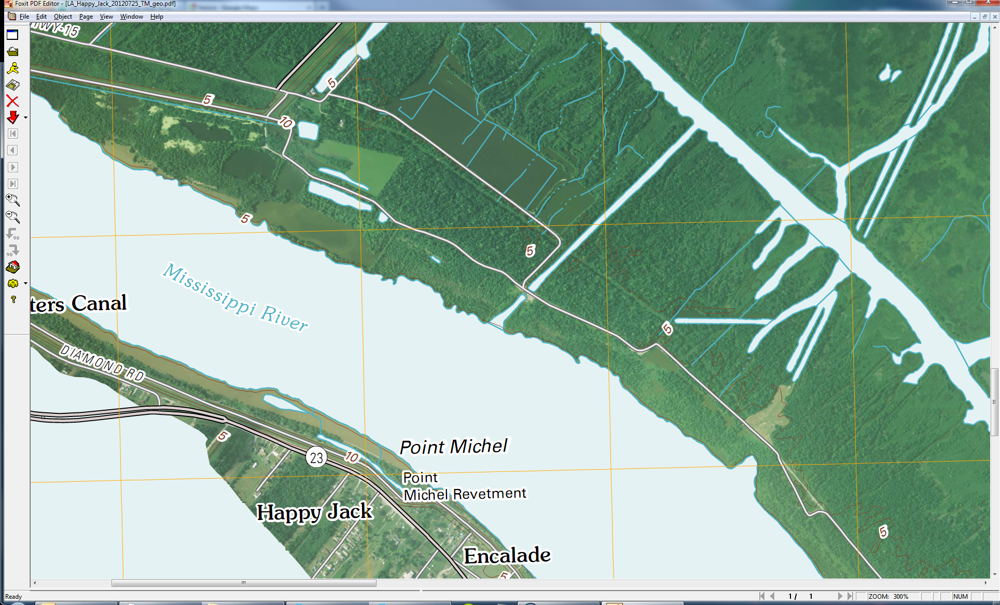 Foxit PDF Editor - [LA_Happy_Jack_20120725_TM_geo.pdf]
File Edit Object Page View Window Help
HWY-15
5
5
10
5
5
Mississippi River
ters Canal
5
DIAMOND RD
5
23
10
Point Michel
Point
Michel Revetment
Happy Jack
5
Encalade
5
90
90
Ready
1 / 1
ZOOM: 300%
NUM